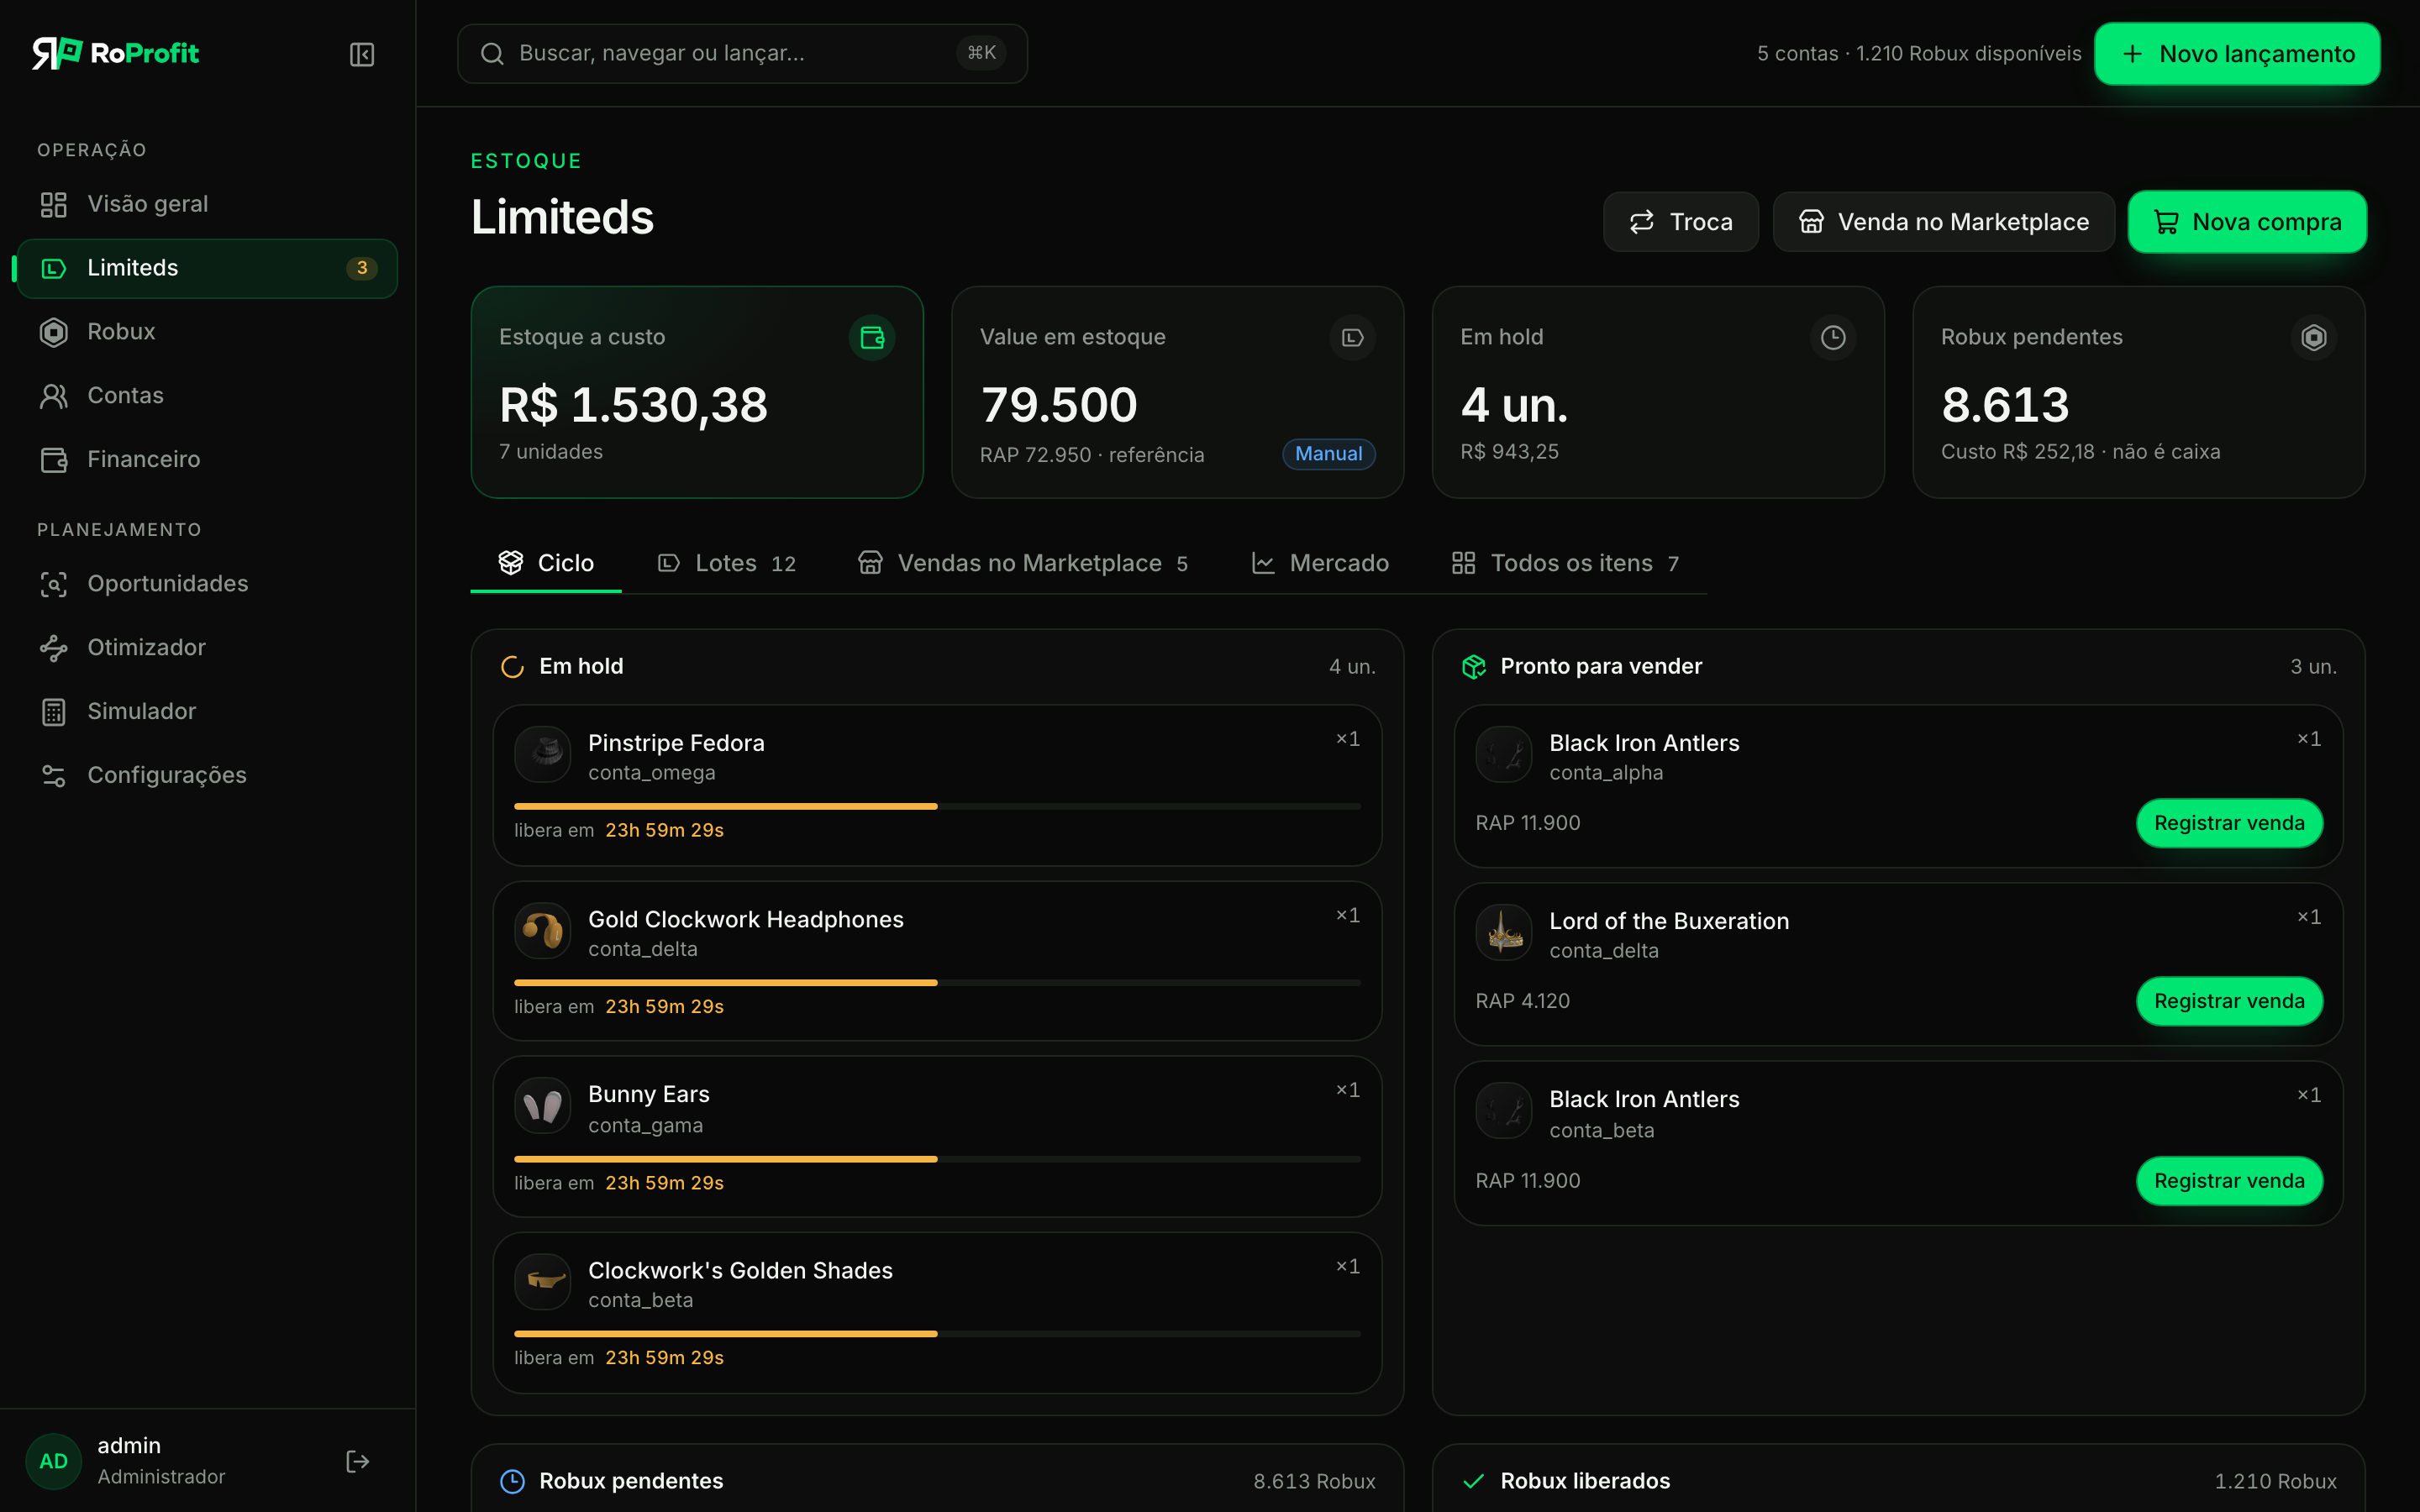 RoProfit
Buscar, navegar ou lançar...
⌘K
5 contas · 1.210 Robux disponíveis
+ Novo lançamento
OPERAÇÃO
Visão geral
Limiteds
3
Robux
Contas
Financeiro
PLANEJAMENTO
Oportunidades
Otimizador
Simulador
Configurações
AD
admin
Administrador
ESTOQUE
Limiteds
Troca
Venda no Marketplace
Nova compra
Estoque a custo
R$ 1.530,38
7 unidades
Value em estoque
79.500
RAP 72.950 · referência
Manual
Em hold
4 un.
R$ 943,25
Robux pendentes
8.613
Custo R$ 252,18 · não é caixa
Ciclo
Lotes 12
Vendas no Marketplace 5
Mercado
Todos os itens 7
Em hold
4 un.
Pinstripe Fedora
×1
conta_omega
libera em 23h 59m 29s
Gold Clockwork Headphones
×1
conta_delta
libera em 23h 59m 29s
Bunny Ears
×1
conta_gama
libera em 23h 59m 29s
Clockwork's Golden Shades
×1
conta_beta
libera em 23h 59m 29s
Pronto para vender
3 un.
Black Iron Antlers
×1
conta_alpha
RAP 11.900
Registrar venda
Lord of the Buxeration
×1
conta_delta
RAP 4.120
Registrar venda
Black Iron Antlers
×1
conta_beta
RAP 11.900
Registrar venda
Robux pendentes
8.613 Robux
Robux liberados
1.210 Robux